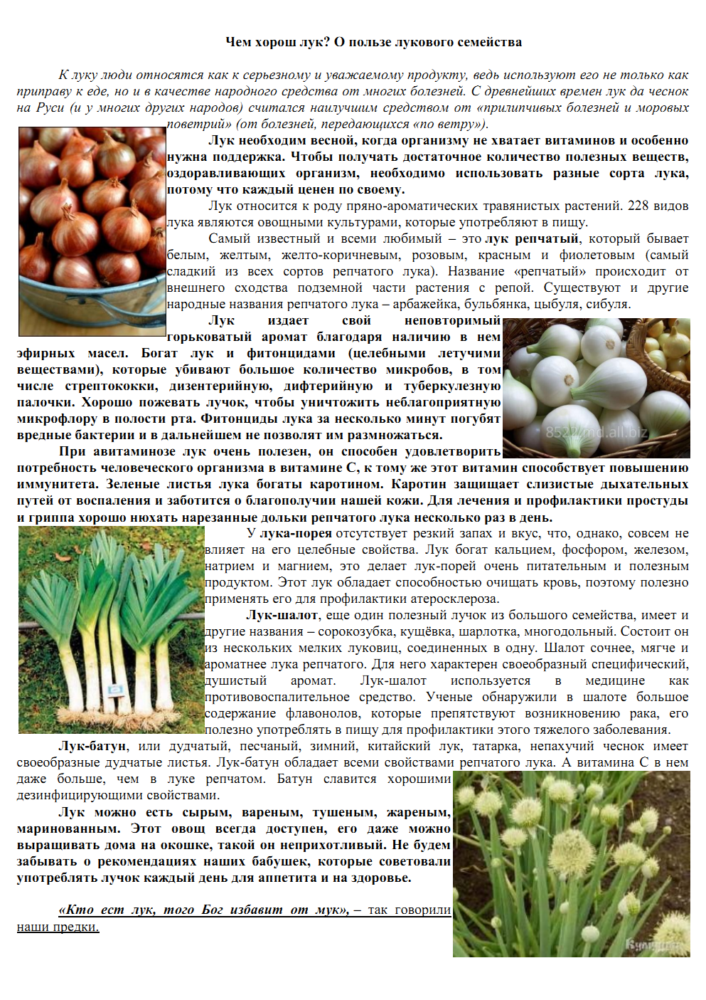 Чем хорош лук? О пользе лукового семейства
К луку люди относятся как к серьезному и уважаемому продукту, ведь используют его не только как
приправу к еде, но и в качестве народного средства от многих болезней. С древнейших времен лук да чеснок
на Руси (и у многих других народов) считался наилучшим средством от «прилипчивых болезней и моровых
поветрий» (от болезней, передающихся «по ветру»).
Лук необходим весной, когда организму не хватает витаминов и особенно
нужна поддержка. Чтобы получать достаточное количество полезных веществ,
оздоравливающих организм, необходимо использовать разные сорта лука,
потому что каждый ценен по своему.
Лук относится к роду пряно-ароматических травянистых растений. 228 видов
лука являются овощными культурами, которые употребляют в пищу.
Самый известный и всеми любимый – это лук репчатый, который бывает
белым, желтым, желто-коричневым, розовым, красным и фиолетовым (самый
сладкий из всех сортов репчатого лука). Название «репчатый» происходит от
внешнего сходства подземной части растения с репой. Существуют и другие
народные названия репчатого лука – арбажейка, бульбянка, цыбуля, сибуля.
Лук издает свой неповторимый
горьковатый аромат благодаря наличию в нем
эфирных масел. Богат лук и фитонцидами (целебными летучими
веществами), которые убивают большое количество микробов, в том
числе стрептококки, дизентерийную, дифтерийную и туберкулезную
палочки. Хорошо пожевать лучок, чтобы уничтожить неблагоприятную
микрофлору в полости рта. Фитонциды лука за несколько минут погубят
вредные бактерии и в дальнейшем не позволят им размножаться.
8522.md.all.biz
При авитаминозе лук очень полезен, он способен удовлетворить
потребность человеческого организма в витамине С, к тому же этот витамин способствует повышению
иммунитета. Зеленые листья лука богаты каротином. Каротин защищает слизистые дыхательных
путей от воспаления и заботится о благополучии нашей кожи. Для лечения и профилактики простуды
и гриппа хорошо нюхать нарезанные дольки репчатого лука несколько раз в день.
У лука-порея отсутствует резкий запах и вкус, что, однако, совсем не
влияет на его целебные свойства. Лук богат кальцием, фосфором, железом,
натрием и магнием, это делает лук-порей очень питательным и полезным
продуктом. Этот лук обладает способностью очищать кровь, поэтому полезно
применять его для профилактики атеросклероза.
Лук-шалот, еще один полезный лучок из большого семейства, имеет и
другие названия – сорокозубка, кущёвка, шарлотка, многодольный. Состоит он
из нескольких мелких луковиц, соединенных в одну. Шалот сочнее, мягче и
ароматнее лука репчатого. Для него характерен своеобразный специфический,
душистый аромат. Лук-шалот используется в медицине как
противовоспалительное средство. Ученые обнаружили в шалоте большое
содержание флавонолов, которые препятствуют возникновению рака, его
полезно употреблять в пищу для профилактики этого тяжелого заболевания.
Лук-батун, или дудчатый, песчаный, зимний, китайский лук, татарка, непахучий чеснок имеет
своеобразные дудчатые листья. Лук-батун обладает всеми свойствами репчатого лука. А витамина С в нем
даже больше, чем в луке репчатом. Батун славится хорошими
дезинфицирующими свойствами.
Лук можно есть сырым, вареным, тушеным, жареным,
маринованным. Этот овощ всегда доступен, его даже можно
выращивать дома на окошке, такой он неприхотливый. Не будем
забывать о рекомендациях наших бабушек, которые советовали
употреблять лучок каждый день для аппетита и на здоровье.
«Кто ест лук, того Бог избавит от мук», – так говорили
наши предки.